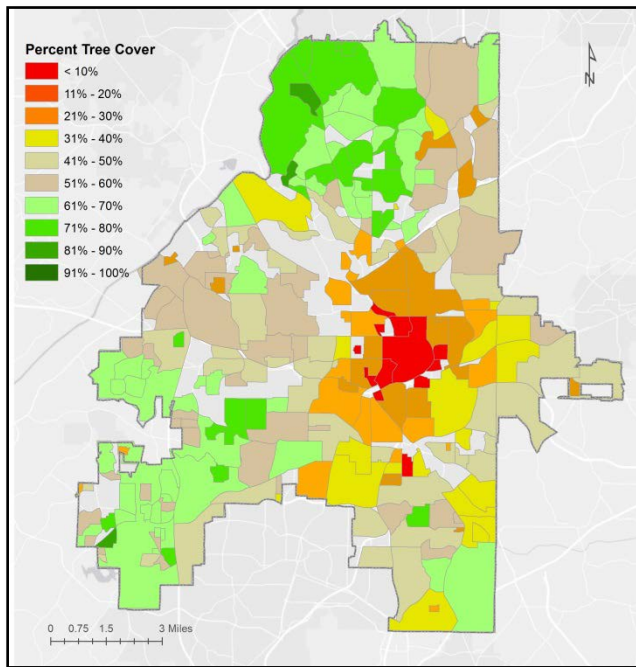 Percent Tree Cover
< 10%
11% - 20%
21% - 30%
31% - 40%
41% - 50%
51% - 60%
61% - 70%
71% - 80%
81% - 90%
91% - 100%
N
0 0.75 1.5 3 Miles